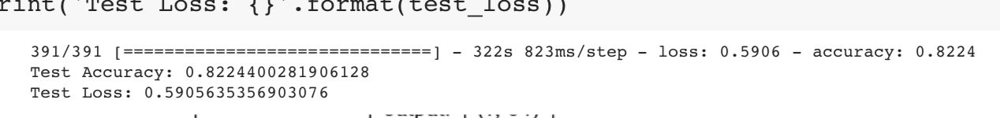 rint('Test Loss: {}'.format(test_loss))
391/391 [==============================] - 322s 823ms/step - loss: 0.5906 - accuracy: 0.8224
Test Accuracy: 0.8224400281906128
Test Loss: 0.5905635356903076